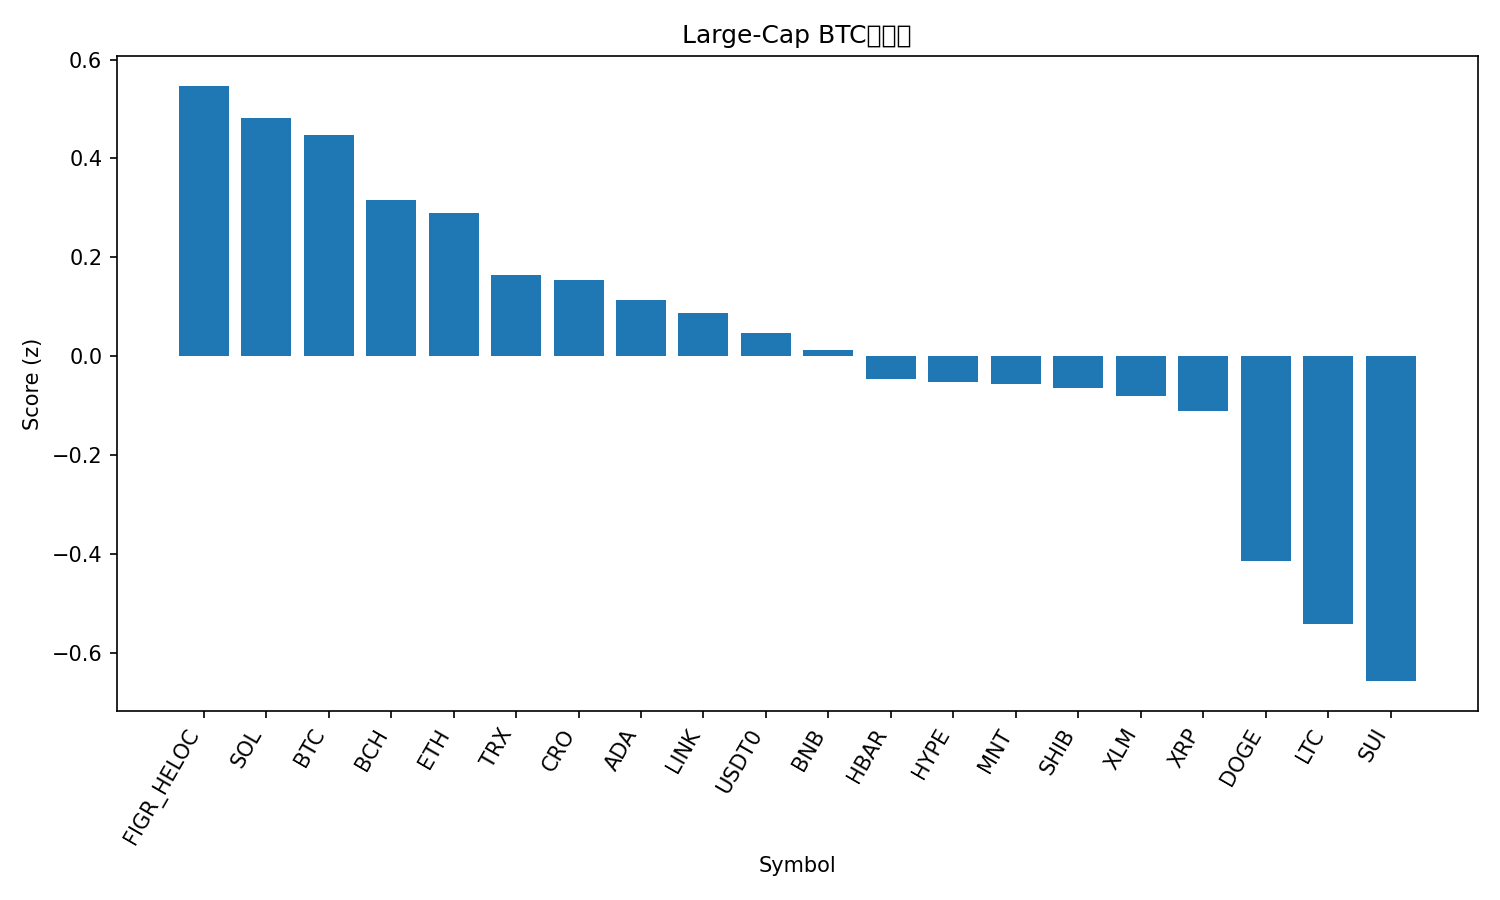 Large-Cap BTC
0.6
0.4
0.2
0.0
−0.2
−0.4
−0.6
Score (z)
FIGR_HELOC
SOL
BTC
BCH
ETH
TRX
CRO
ADA
LINK
USDT0
BNB
HBAR
HYPE
MNT
SHIB
XLM
XRP
DOGE
LTC
SUI
Symbol